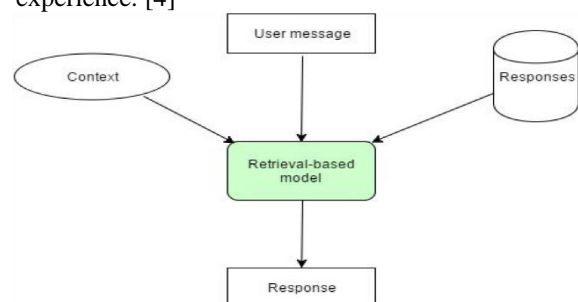 experience. [4]
User message
Context
Responses
Retrieval-based
model
Response